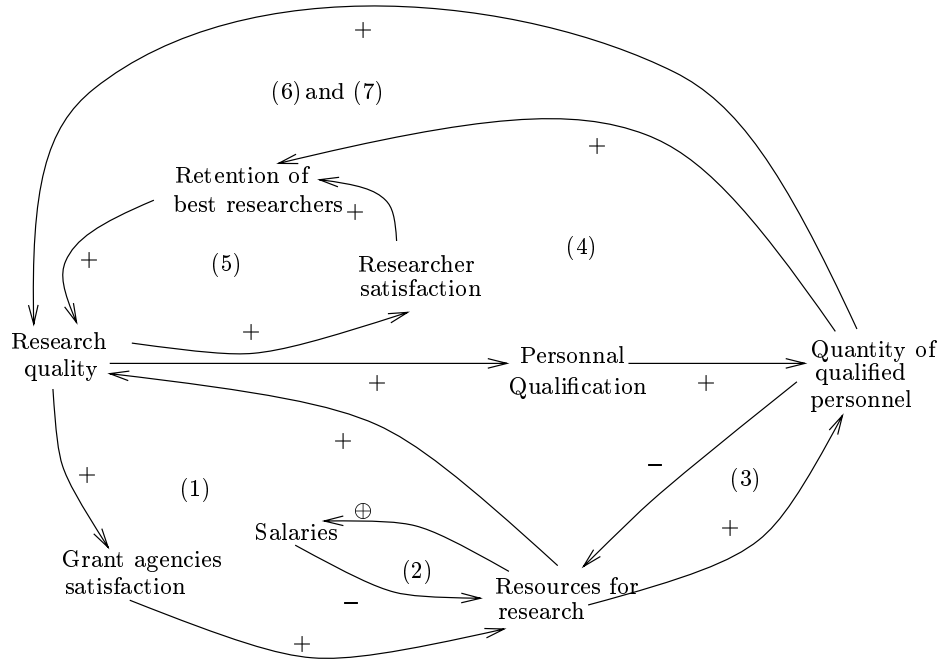 +
(6) and (7)
+
Retention of
best researchers
+
(4)
+
(5)
Researcher
satisfaction
+
Research
quality
Personnal
Qualification
+
+
Quantity of
qualified
personnel
+
–
(3)
+
(1)
⊕
Salaries
+
Grant agencies
satisfaction
(2)
–
Resources for
research
+